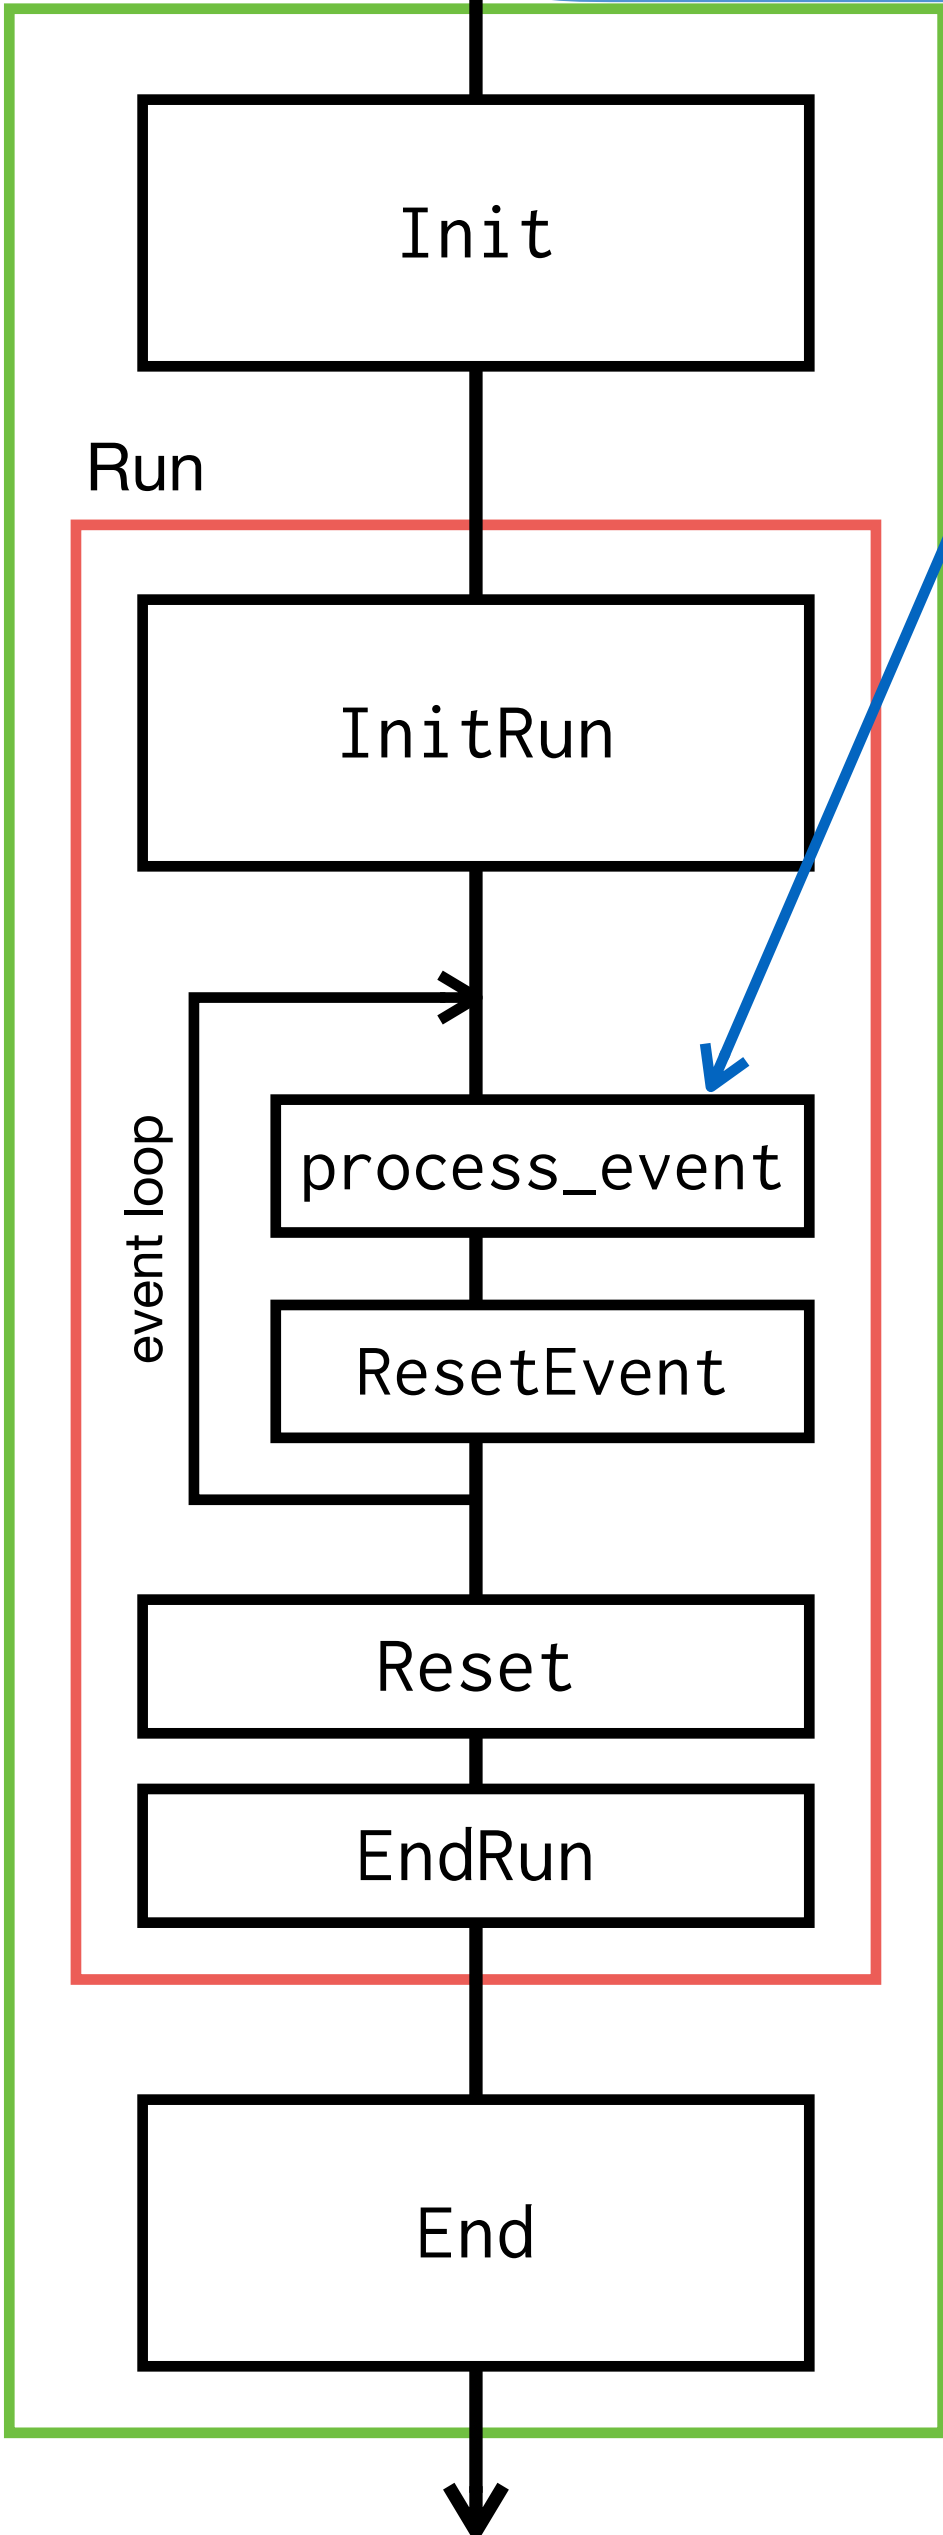 Init
Run
InitRun
event loop
process_event
ResetEvent
Reset
EndRun
End